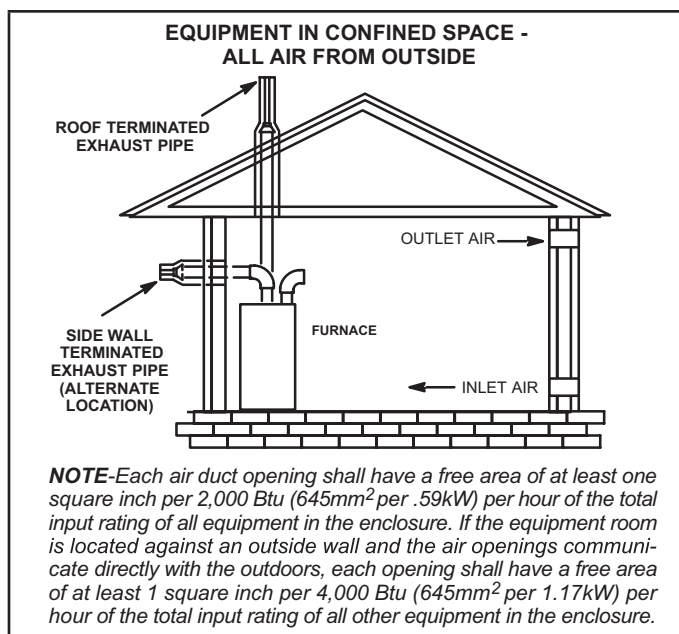 EQUIPMENT IN CONFINED SPACE -
ALL AIR FROM OUTSIDE
ROOF TERMINATED
EXHAUST PIPE
OUTLET AIR
SIDE WALL
TERMINATED
EXHAUST PIPE
(ALTERNATE
LOCATION)
FURNACE
INLET AIR
NOTE-Each air duct opening shall have a free area of at least one
square inch per 2,000 Btu (645mm² per .59kW) per hour of the total
input rating of all equipment in the enclosure. If the equipment room
is located against an outside wall and the air openings communi-
cate directly with the outdoors, each opening shall have a free area
of at least 1 square inch per 4,000 Btu (645mm² per 1.17kW) per
hour of the total input rating of all other equipment in the enclosure.